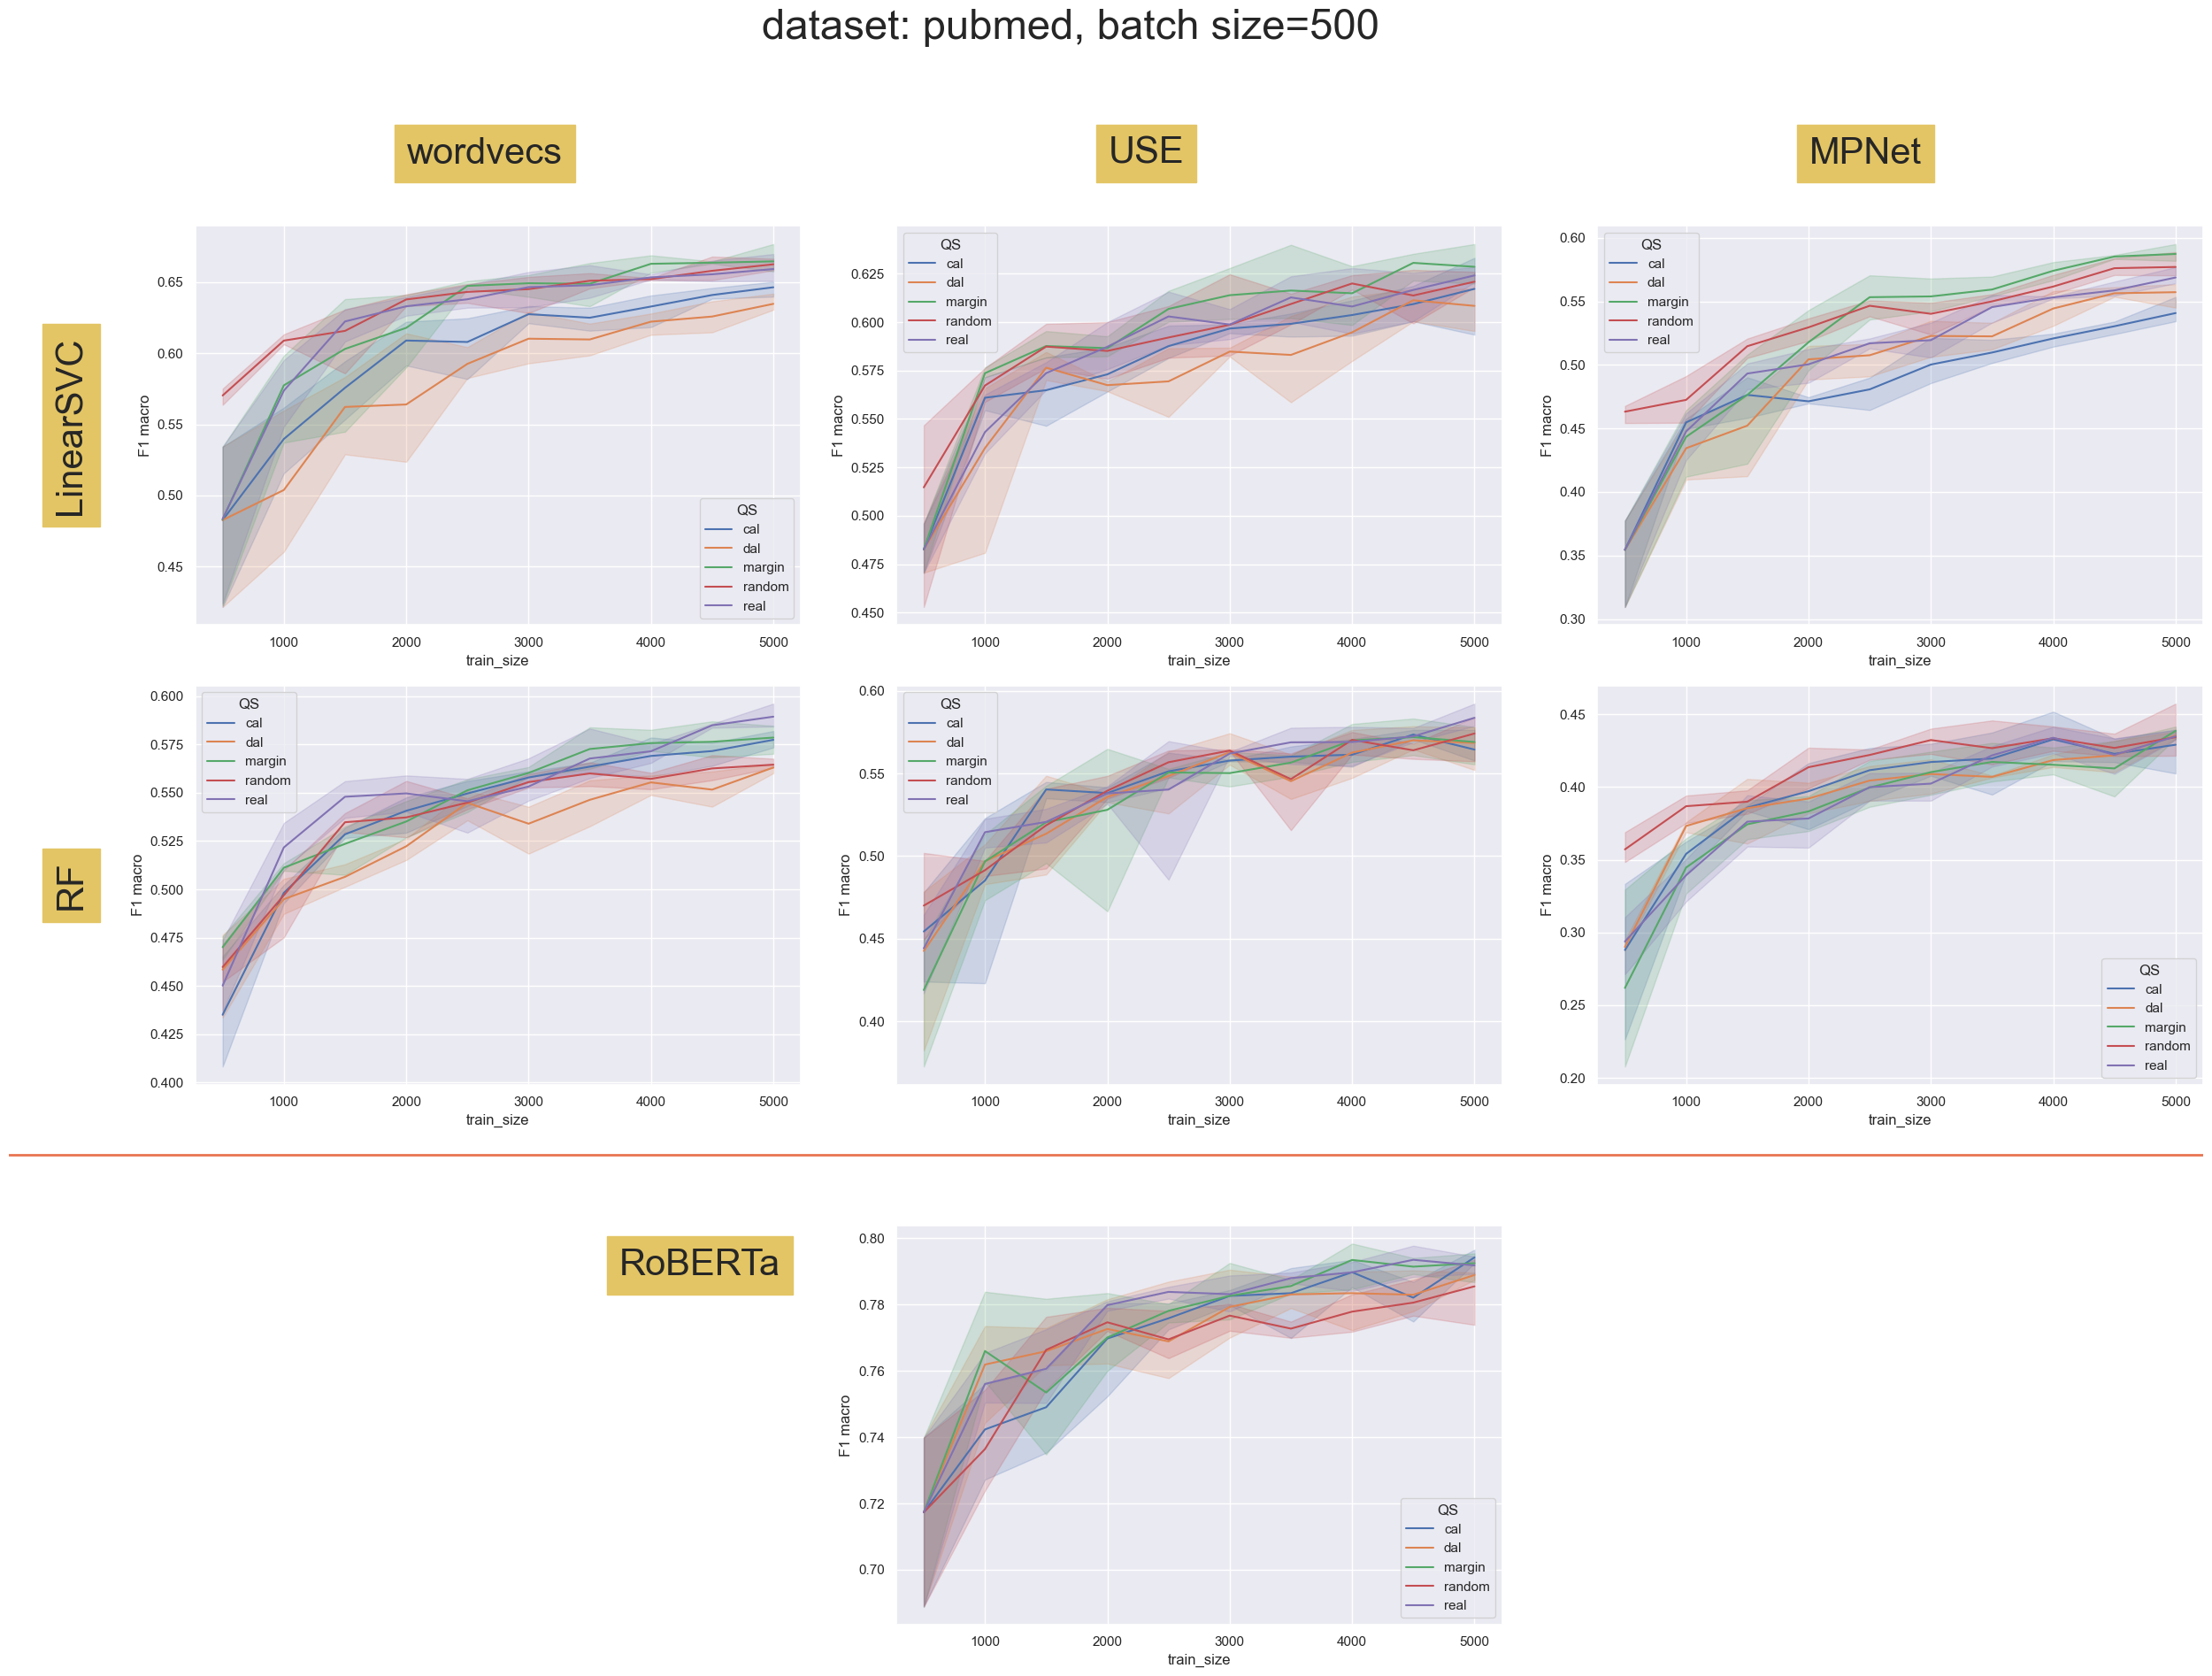 dataset: pubmed, batch size=500
wordvecs
USE
MPNet
LinearSVC
F1 macro
0.65
0.60
0.55
0.50
0.45
QS
cal
dal
margin
random
real
1000 2000 3000 4000 5000
train_size
F1 macro
0.625
0.600
0.575
0.550
0.525
0.500
0.475
0.450
QS
cal
dal
margin
random
real
1000 2000 3000 4000 5000
train_size
F1 macro
0.60
0.55
0.50
0.45
0.40
0.35
0.30
QS
cal
dal
margin
random
real
1000 2000 3000 4000 5000
train_size
RF
F1 macro
0.600
0.575
0.550
0.525
0.500
0.475
0.450
0.425
0.400
QS
cal
dal
margin
random
real
1000 2000 3000 4000 5000
train_size
F1 macro
0.60
0.55
0.50
0.45
0.40
QS
cal
dal
margin
random
real
1000 2000 3000 4000 5000
train_size
F1 macro
0.45
0.40
0.35
0.30
0.25
0.20
QS
cal
dal
margin
random
real
1000 2000 3000 4000 5000
train_size
RoBERTa
F1 macro
0.80
0.78
0.76
0.74
0.72
0.70
QS
cal
dal
margin
random
real
1000 2000 3000 4000 5000
train_size